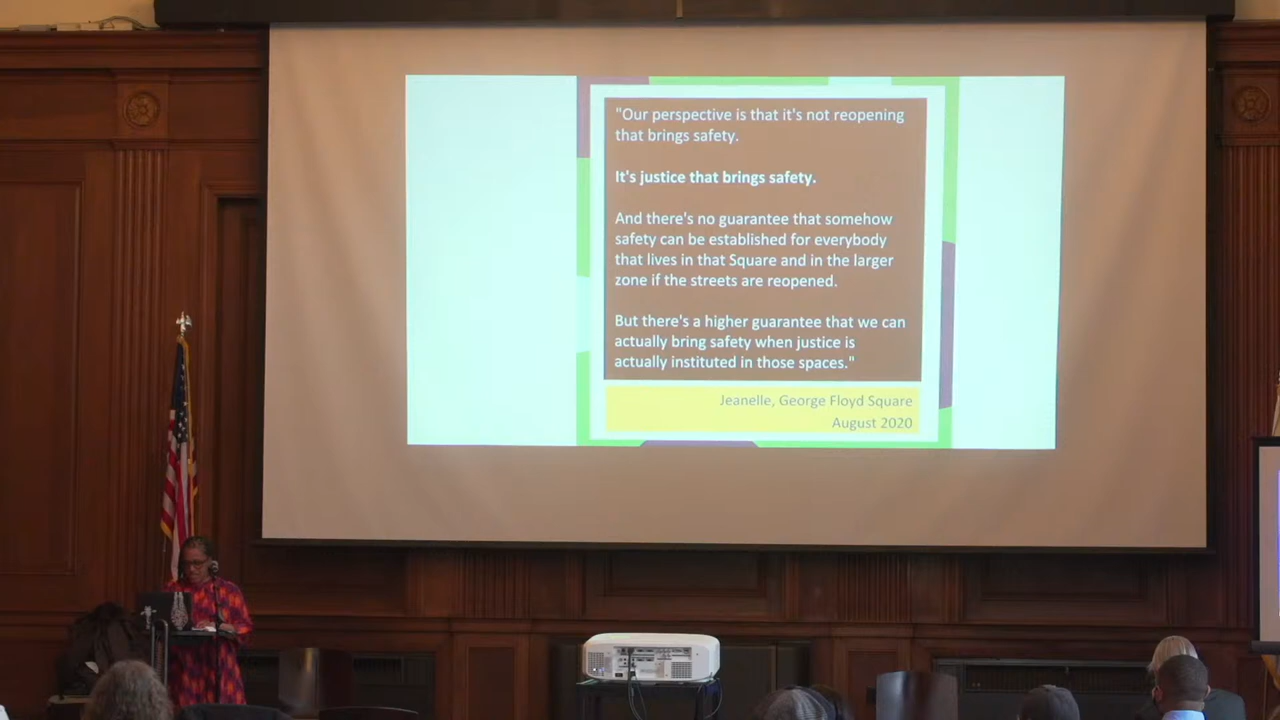 "Our perspective is that it's not reopening
that brings safety.
It's justice that brings safety.
And there's no guarantee that somehow
safety can be established for everybody
that lives in that Square and in the larger
zone if the streets are reopened.
But there's a higher guarantee that we can
actually bring safety when justice is
actually instituted in those spaces."
Jeanelle, George Floyd Square
August 2020